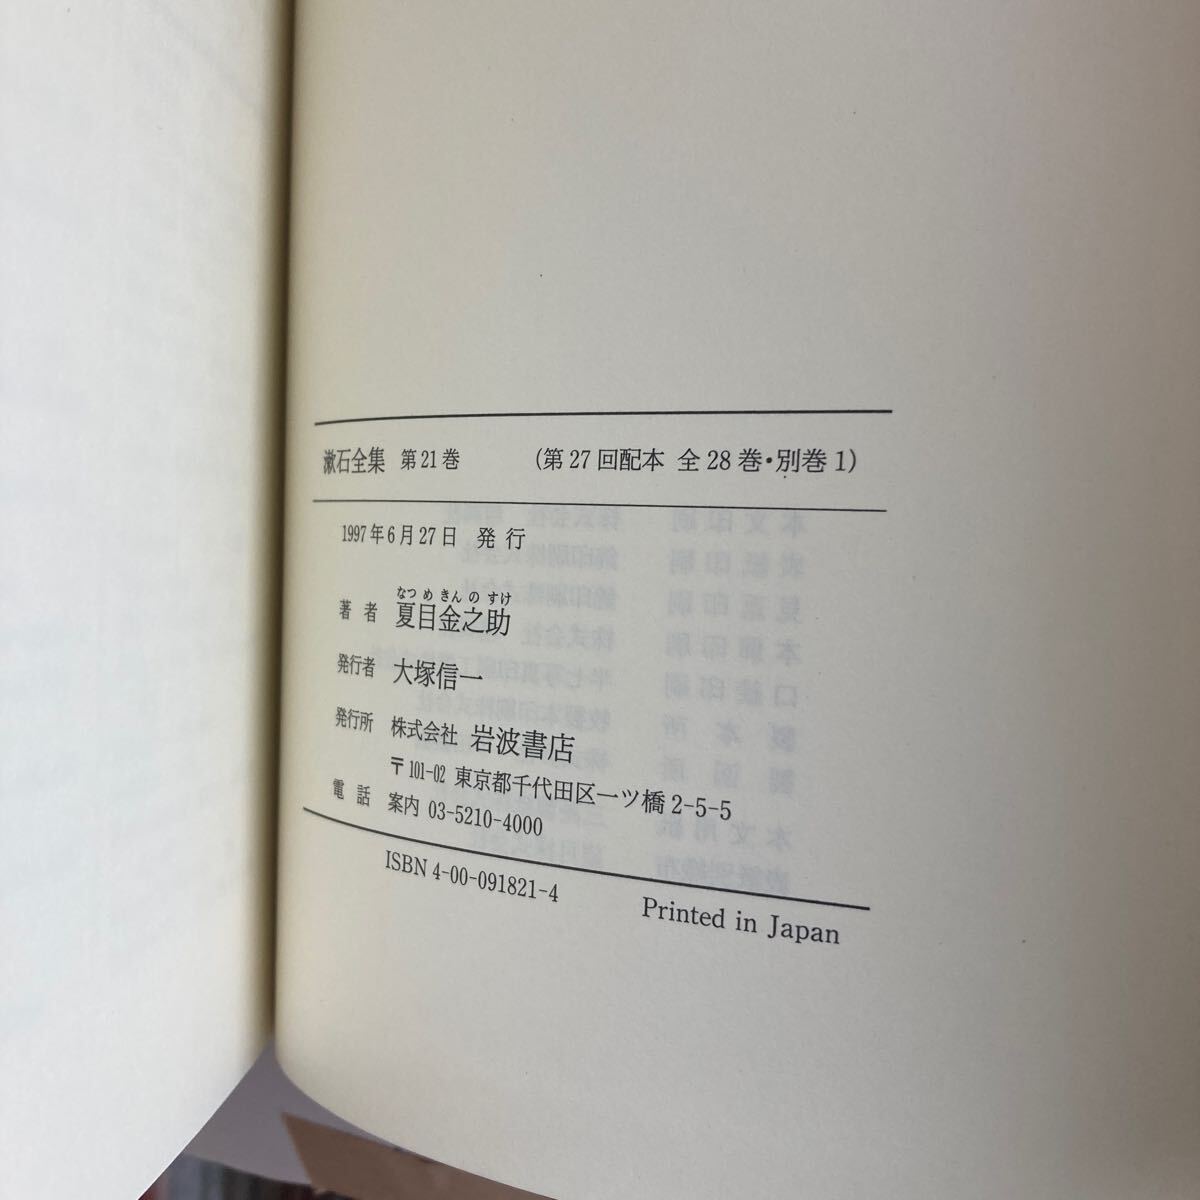 漱石全集 第21巻 (第27回配本 全28巻・別巻1)
1997年6月27日 発行
なつめきんのすけ
著者 夏目金之助
発行者 大塚信一
発行所 株式会社 岩波書店
〒101-02 東京都千代田区一ツ橋2-5-5
電話 案内 03-5210-4000
ISBN4-00-091821-4
Printed in Japan